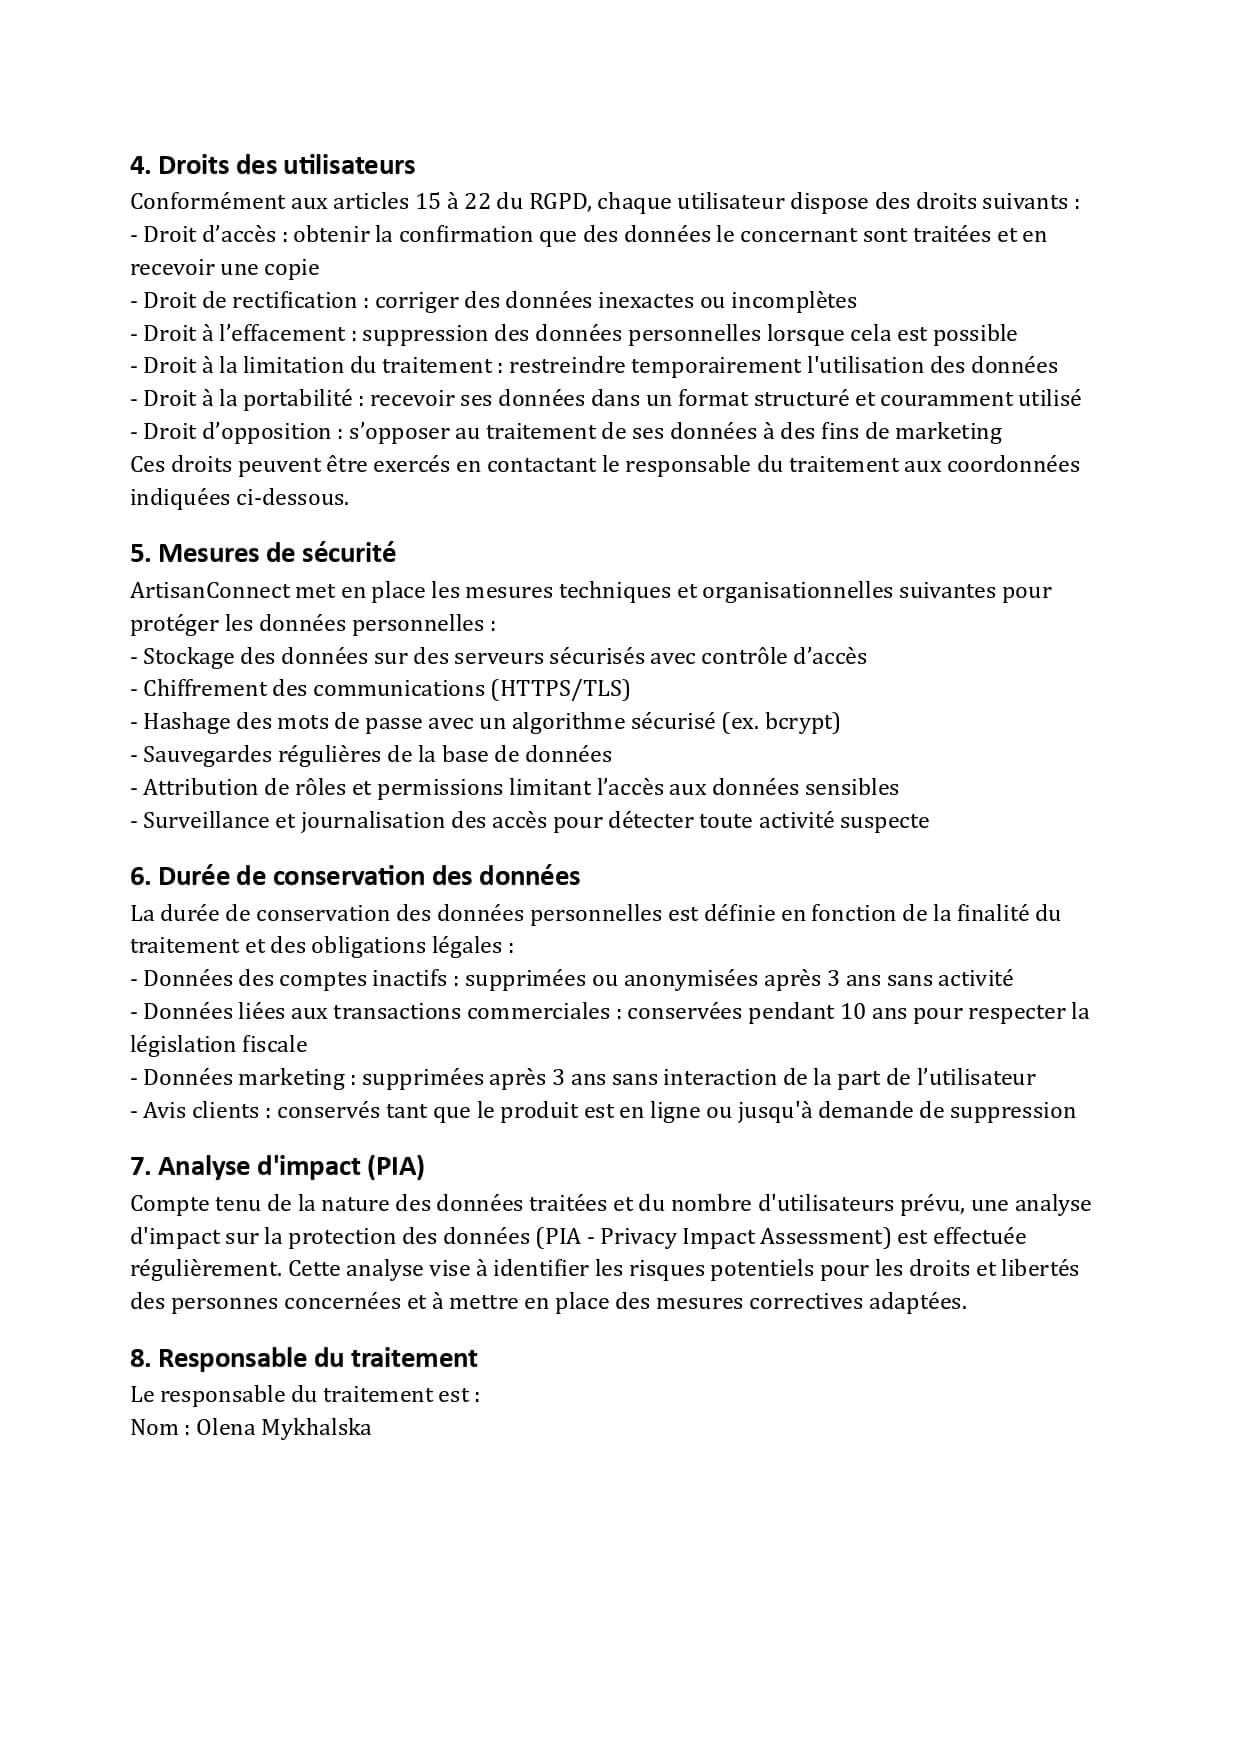 4. Droits des utilisateurs
Conformément aux articles 15 à 22 du RGPD, chaque utilisateur dispose des droits suivants :
- Droit d’accès : obtenir la confirmation que des données le concernant sont traitées et en
recevoir une copie
- Droit de rectification : corriger des données inexactes ou incomplètes
- Droit à l’effacement : suppression des données personnelles lorsque cela est possible
- Droit à la limitation du traitement : restreindre temporairement l'utilisation des données
- Droit à la portabilité : recevoir ses données dans un format structuré et couramment utilisé
- Droit d’opposition : s’opposer au traitement de ses données à des fins de marketing
Ces droits peuvent être exercés en contactant le responsable du traitement aux coordonnées
indiquées ci-dessous.
5. Mesures de sécurité
ArtisanConnect met en place les mesures techniques et organisationnelles suivantes pour
protéger les données personnelles :
- Stockage des données sur des serveurs sécurisés avec contrôle d’accès
- Chiffrement des communications (HTTPS/TLS)
- Hashage des mots de passe avec un algorithme sécurisé (ex. bcrypt)
- Sauvegardes régulières de la base de données
- Attribution de rôles et permissions limitant l’accès aux données sensibles
- Surveillance et journalisation des accès pour détecter toute activité suspecte
6. Durée de conservation des données
La durée de conservation des données personnelles est définie en fonction de la finalité du
traitement et des obligations légales :
- Données des comptes inactifs : supprimées ou anonymisées après 3 ans sans activité
- Données liées aux transactions commerciales : conservées pendant 10 ans pour respecter la
législation fiscale
- Données marketing : supprimées après 3 ans sans interaction de la part de l’utilisateur
- Avis clients : conservés tant que le produit est en ligne ou jusqu'à demande de suppression
7. Analyse d'impact (PIA)
Compte tenu de la nature des données traitées et du nombre d'utilisateurs prévu, une analyse
d'impact sur la protection des données (PIA - Privacy Impact Assessment) est effectuée
régulièrement. Cette analyse vise à identifier les risques potentiels pour les droits et libertés
des personnes concernées et à mettre en place des mesures correctives adaptées.
8. Responsable du traitement
Le responsable du traitement est :
Nom : Olena Mykhalska